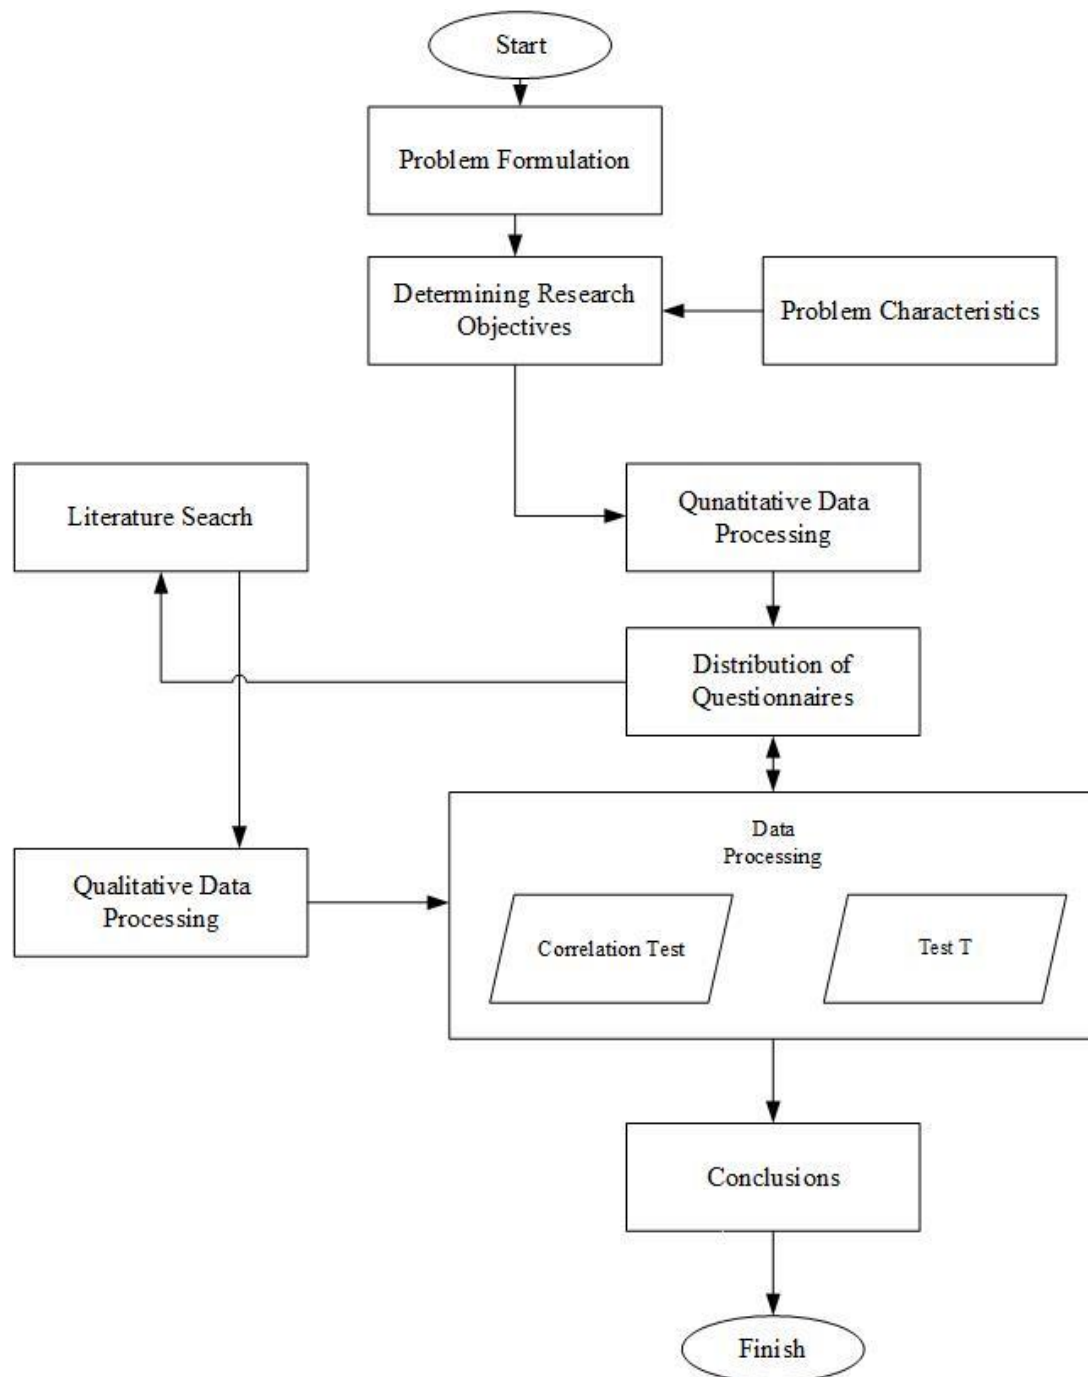 Start
Problem Formulation
Determining Research
Objectives
Problem Characteristics
Literature Seacrh
Qunatitative Data
Processing
Distribution of
Questionnaires
Data
Processing
Qualitative Data
Processing
Correlation Test
Test T
Conclusions
Finish